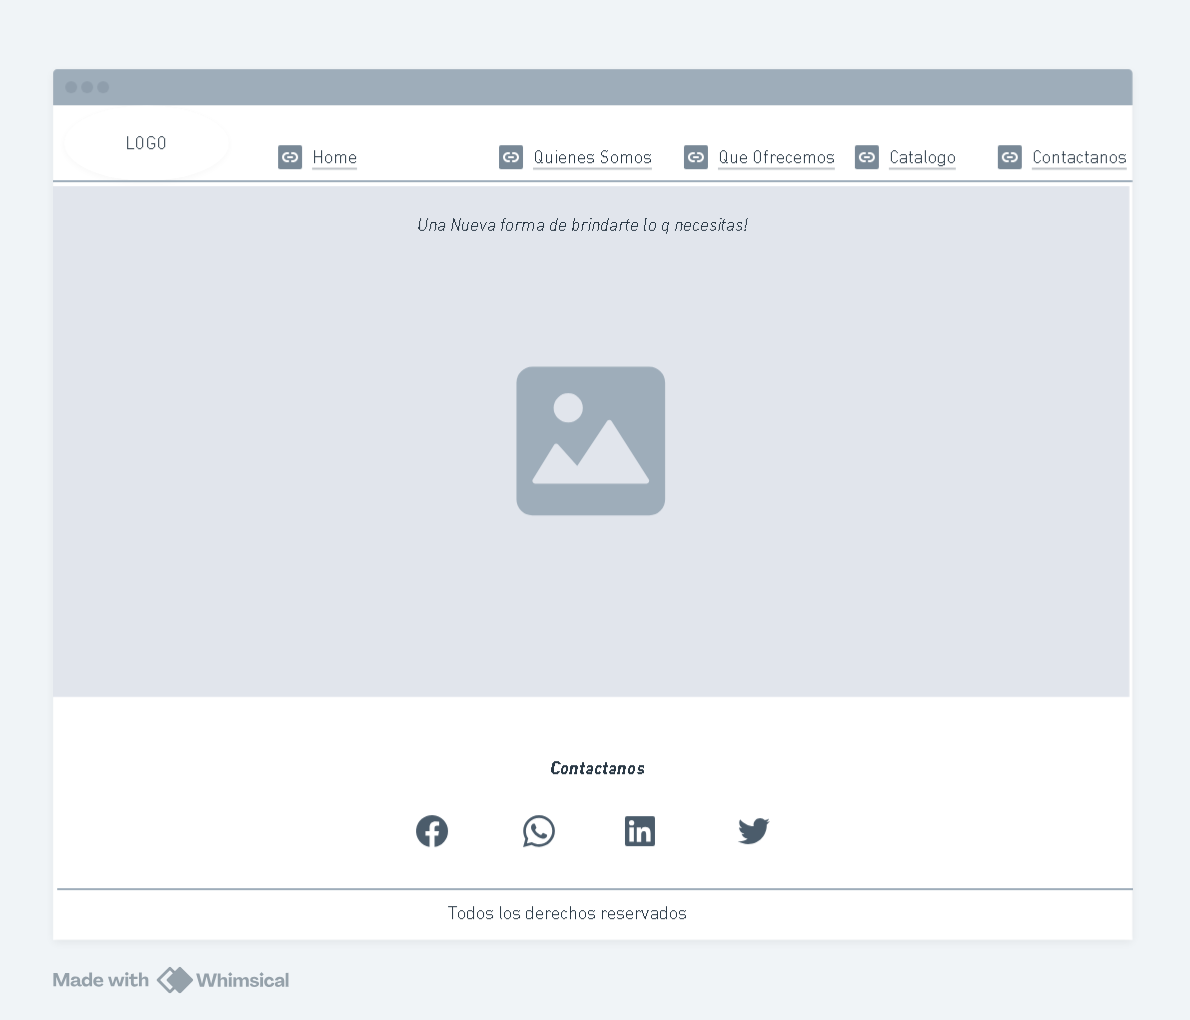 LOGO
Home
Quienes Somos
Que Ofrecemos
Catalogo
Contactanos
Una Nueva forma de brindarte lo q necesitas!
Contactanos
Todos los derechos reservados
Made with Whimsical